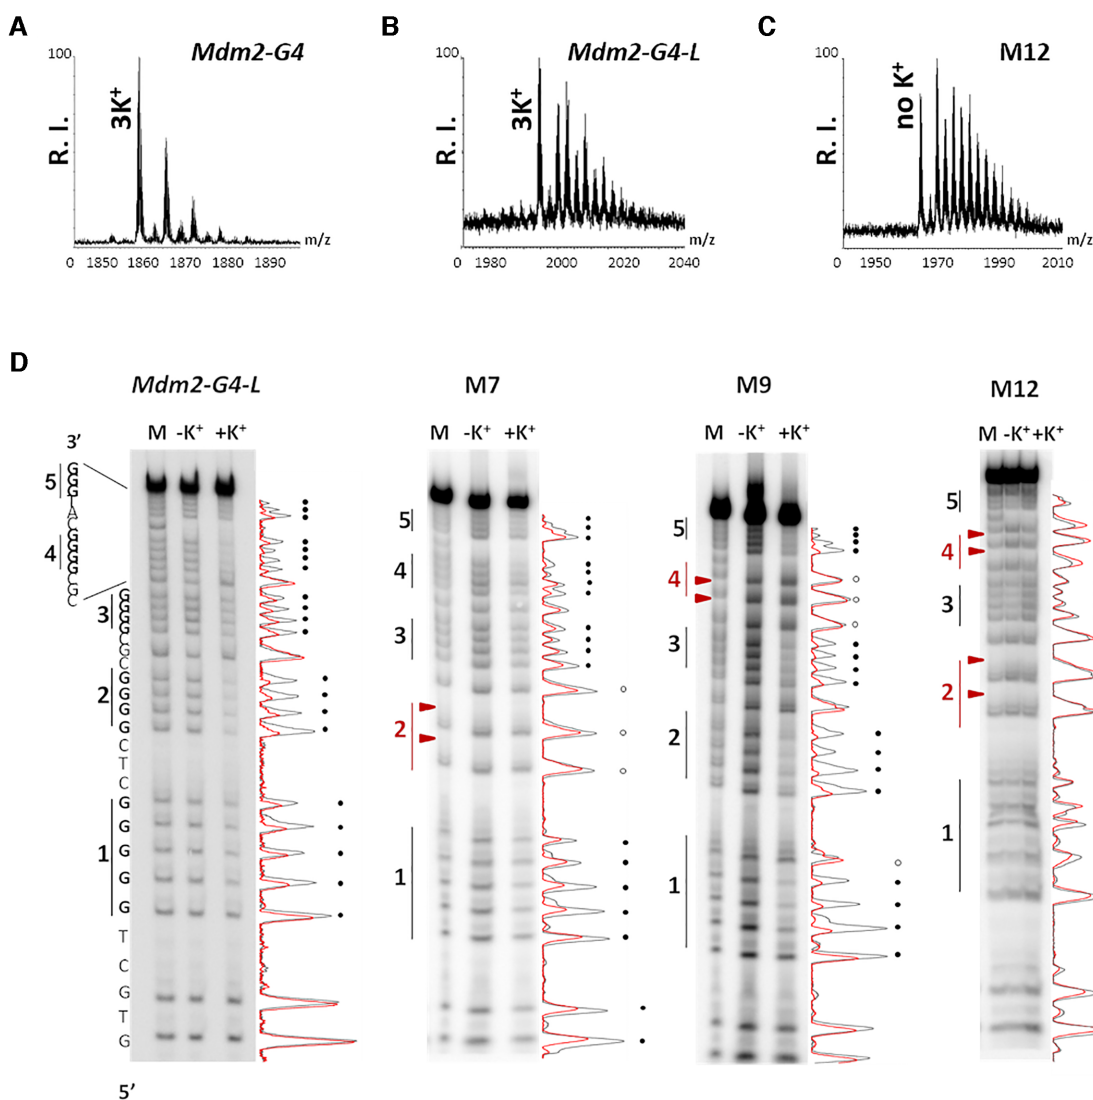 A
B
C
Mdm2-G4
Mdm2-G4-L
M12
100
100
100
3K+
3K+
no K+
R. I.
R. I.
R. I.
m/z
m/z
m/z
0 1850 1860 1870 1880 1890
0 1980 2000 2020 2040
0 1950 1970 1990 2010
D
Mdm2-G4-L
M7
M9
M12
M -K+ +K+
M -K+ +K+
M -K+ +K+
M -K+ +K+
3’
5
4
3
2
1
G
G
G
T
A
C
G
G
G
G
C
G
C
G
G
G
G
C
G
C
G
G
G
G
C
T
C
G
G
G
G
G
T
C
G
T
G
5’
5
4
3
2
1
5
4
3
2
1
5
4
3
2
1